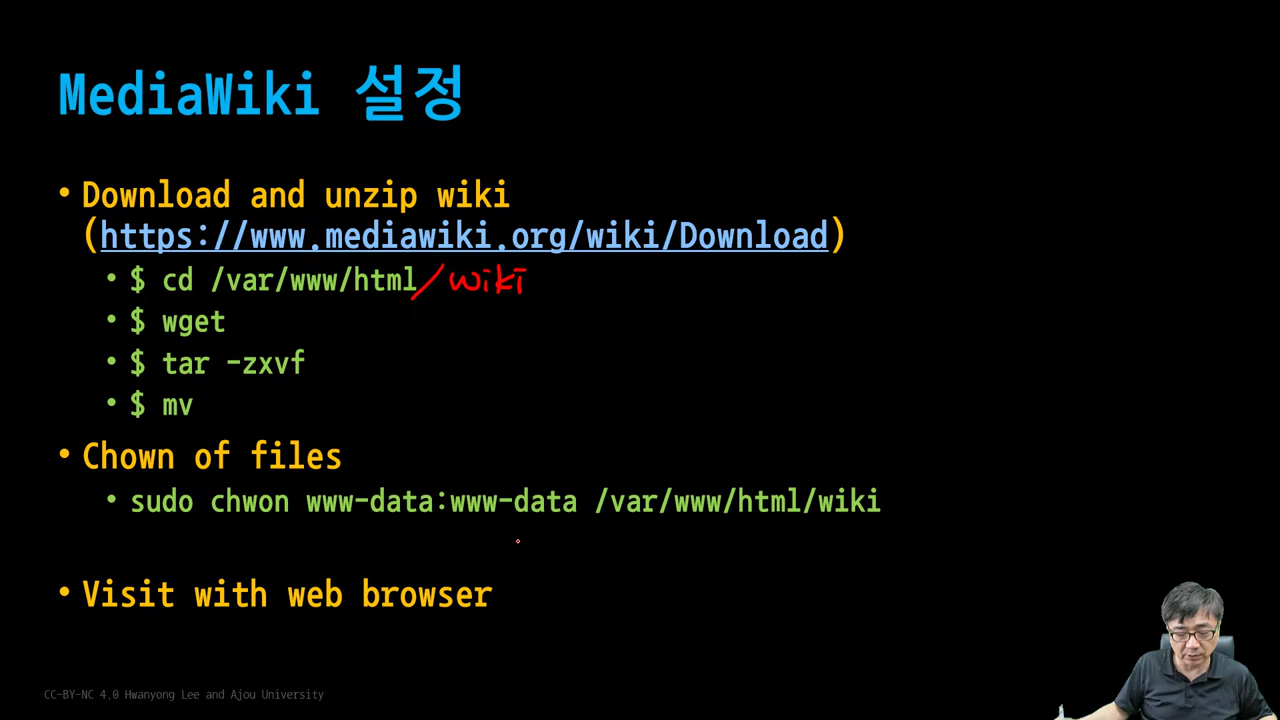 MediaWiki 설정
• Download and unzip wiki
(https://www.mediawiki.org/wiki/Download)
• $ cd /var/www/html/wiki
• $ wget
• $ tar -zxvf
• $ mv
• Chown of files
• sudo chwon www-data:www-data /var/www/html/wiki
• Visit with web browser
CC-BY-NC 4.0 Hwanyong Lee and Ajou University